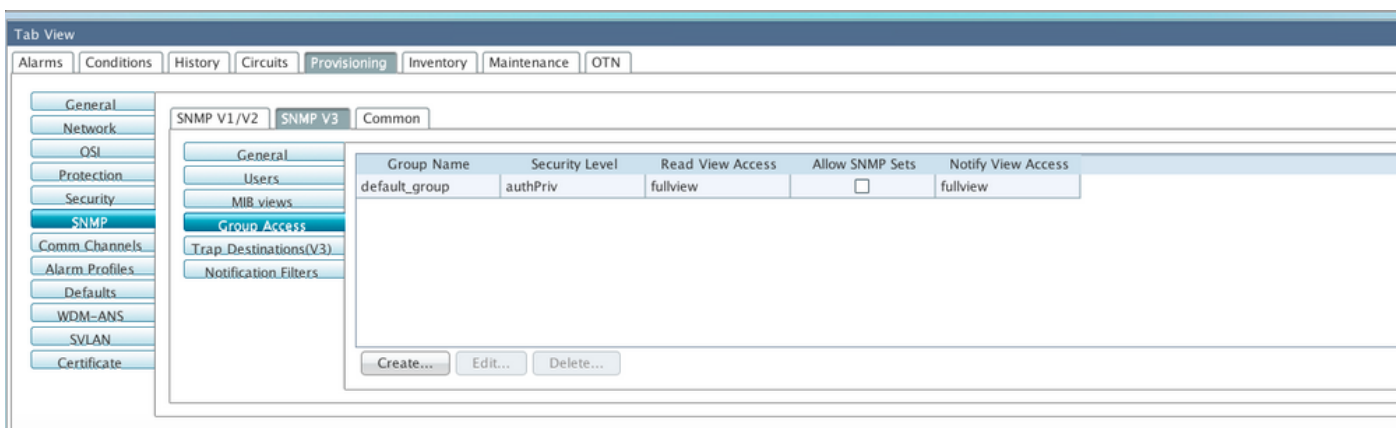 Tab View
Alarms Conditions History Circuits Provisioning Inventory Maintenance OTN
General
Network
OSI
Protection
Security
SNMP
Comm Channels
Alarm Profiles
Defaults
WDM-ANS
SVLAN
Certificate
SNMP V1/V2 SNMP V3 Common
General
Users
MIB views
Group Access
Trap Destinations(V3)
Notification Filters
Group Name Security Level Read View Access Allow SNMP Sets Notify View Access
default_group authPriv fullview fullview
Create... Edit... Delete...